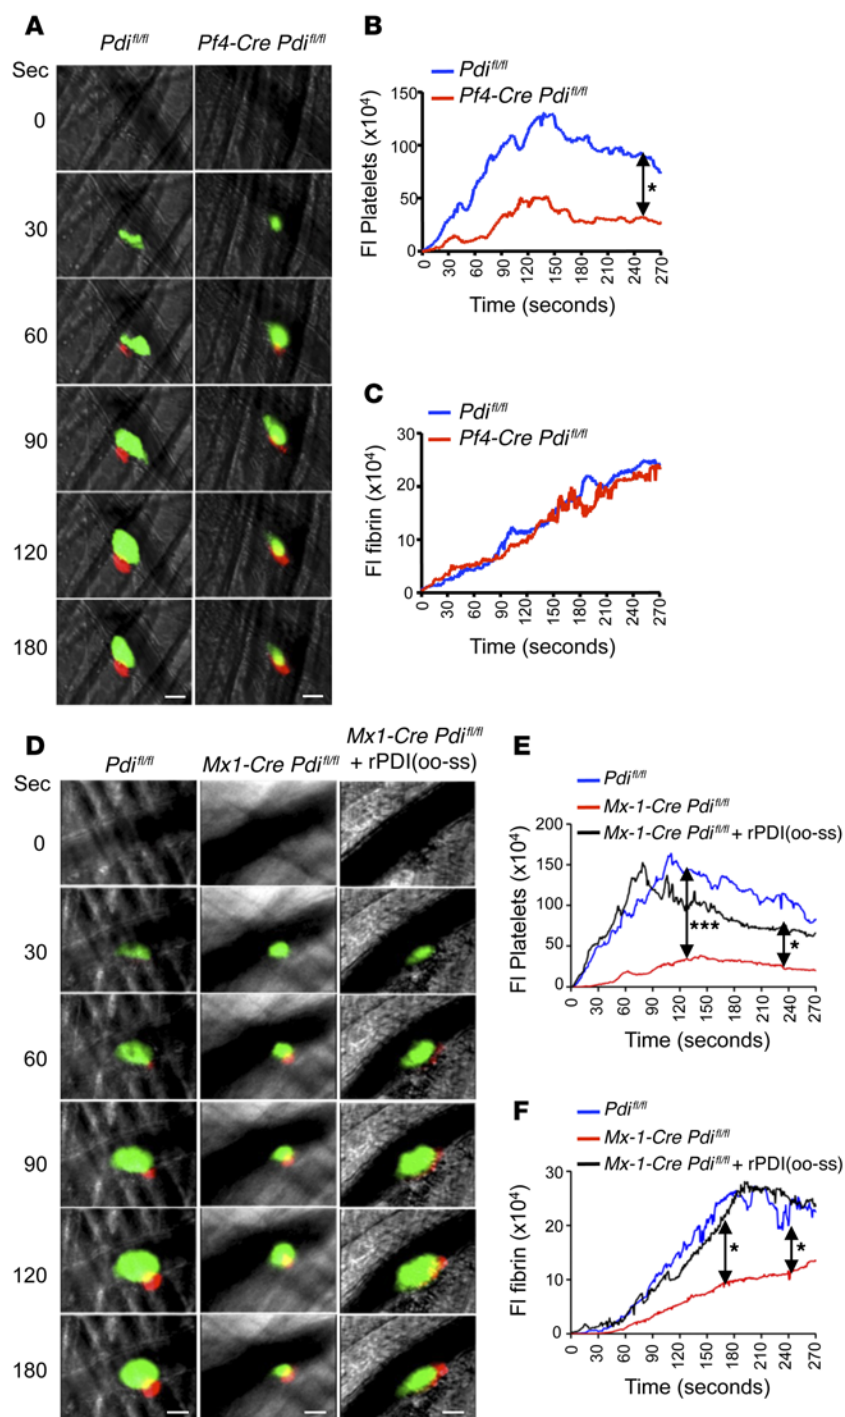 A
Pdi^fl/fl Pf4-Cre Pdi^fl/fl
Sec
0
30
60
90
120
180
B
Pdi^fl/fl
Pf4-Cre Pdi^fl/fl
FI Platelets (x10⁴)
150
100
50
0
*
0 30 60 90 120 150 180 210 240 270
Time (seconds)
C
Pdi^fl/fl
Pf4-Cre Pdi^fl/fl
FI fibrin (x10⁴)
30
20
10
0
0 30 60 90 120 150 180 210 240 270
Time (seconds)
D
Pdi^fl/fl Mx1-Cre Pdi^fl/fl Mx1-Cre Pdi^fl/fl
+ rPDI(oo-ss)
Sec
0
30
60
90
120
180
E
Pdi^fl/fl
Mx-1-Cre Pdi^fl/fl
Mx-1-Cre Pdi^fl/fl + rPDI(oo-ss)
FI Platelets (x10⁴)
200
150
100
50
0
***
*
0 30 60 90 120 150 180 210 240 270
Time (seconds)
F
Pdi^fl/fl
Mx-1-Cre Pdi^fl/fl
Mx-1-Cre Pdi^fl/fl + rPDI(oo-ss)
FI fibrin (x10⁴)
30
20
10
0
*
*
0 30 60 90 120 150 180 210 240 270
Time (seconds)